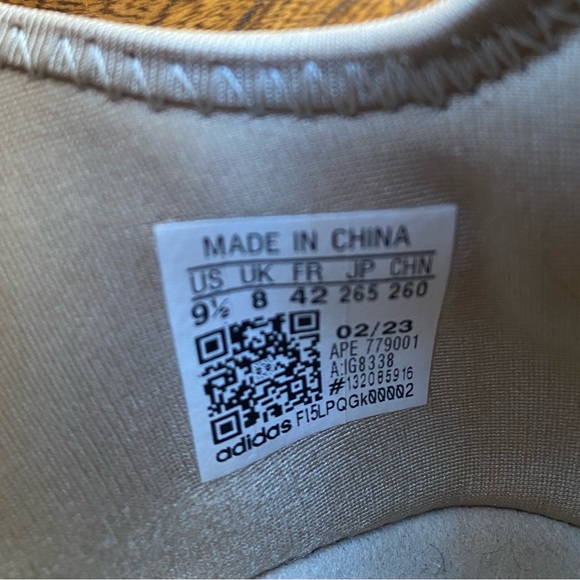 MADE IN CHINA
US UK FR JP CHN
9½ 8 42 265 260
02/23
APE 779001
A:IG8338
#132085916
adidas FI5LPQGk00002